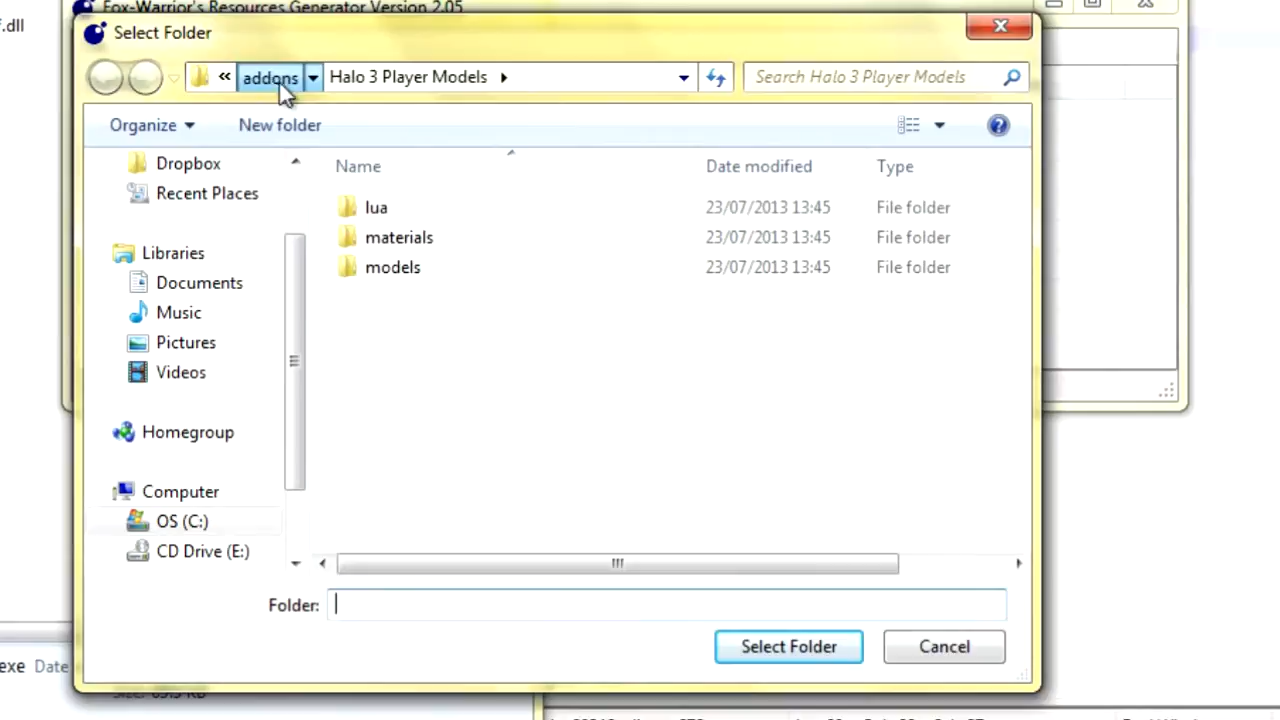 Fox-Warrior's Resources Generator Version 2.05
.dll
Select Folder
« addons Halo 3 Player Models
Search Halo 3 Player Models
Organize New folder
Dropbox
Recent Places
Libraries
Documents
Music
Pictures
Videos
Homegroup
Computer
OS (C:)
CD Drive (E:)
Name Date modified Type
lua 23/07/2013 13:45 File folder
materials 23/07/2013 13:45 File folder
models 23/07/2013 13:45 File folder
Folder:
Select Folder Cancel
exe Date